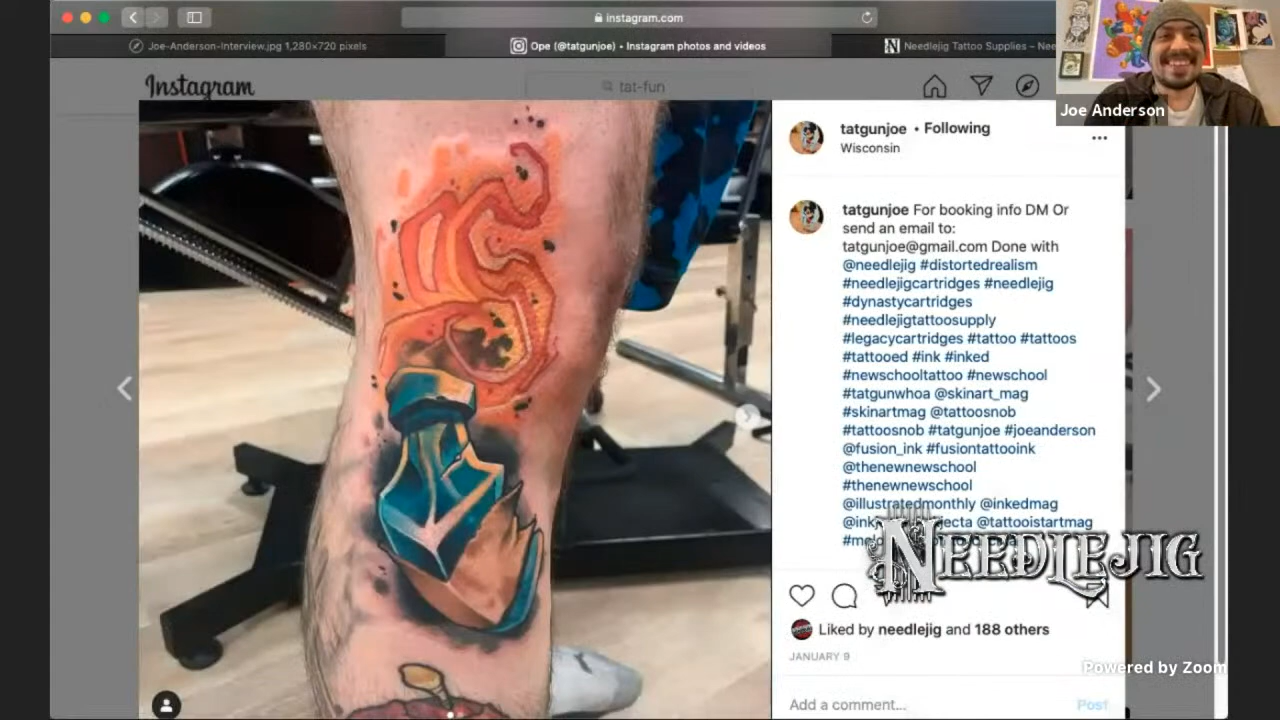 instagram.com
Joe-Anderson-Interview.jpg 1,280×720 pixels
Ope (@tatgunjoe) • Instagram photos and videos
Needlejig Tattoo Supplies – Nee
Instagram
tat-fun
Joe Anderson
tatgunjoe • Following
Wisconsin
tatgunjoe For booking info DM Or
send an email to:
tatgunjoe@gmail.com Done with
@needlejig #distortedrealism
#needlejigcartridges #needlejig
#dynastycartridges
#needlejigtattoosupply
#legacycartridges #tattoo #tattoos
#tattooed #ink #inked
#newschooltattoo #newschool
#tatgunwhoa @skinart_mag
#skinartmag @tattoosnob
#tattoosnob #tatgunjoe #joeanderson
@fusion_ink #fusiontattooink
@thenewnewschool
#thenewnewschool
@illustratedmonthly @inkedmag
@tattooistartmag
NEEDLEJIG
Liked by needlejig and 188 others
JANUARY 9
Powered by Zoom
Add a comment...
Post